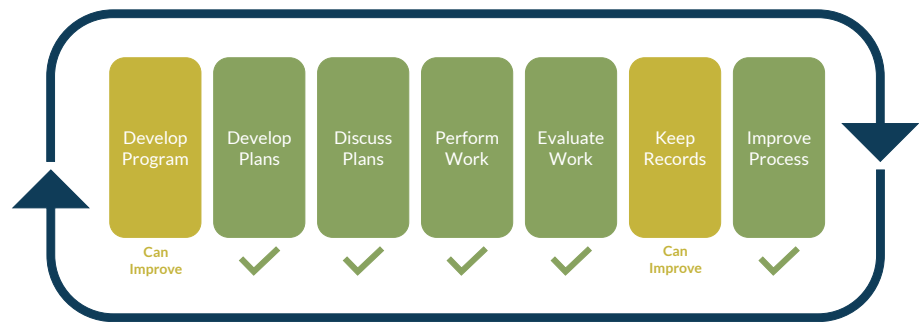 Develop
Program
Develop
Plans
Discuss
Plans
Perform
Work
Evaluate
Work
Keep
Records
Improve
Process
Can
Improve
Can
Improve